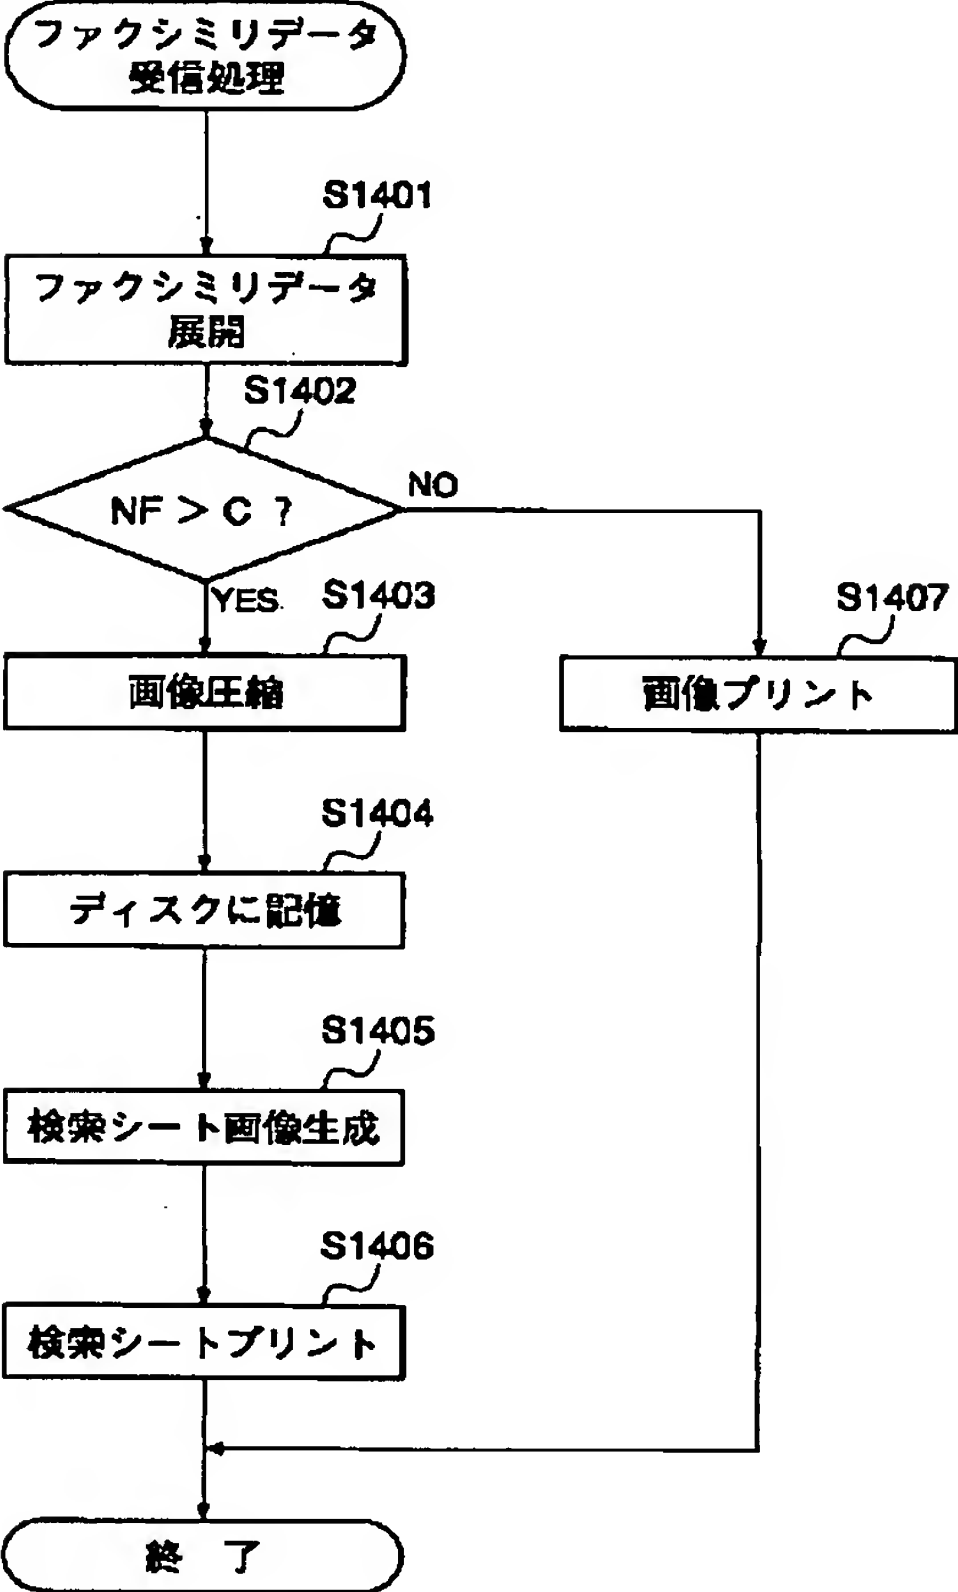 ファクシミリデータ
受信処理
S1401
ファクシミリデータ
展開
S1402
NF > C ?
NO
YES
S1403
画像圧縮
S1407
画像プリント
S1404
ディスクに記憶
S1405
検索シート画像生成
S1406
検索シートプリント
終 了